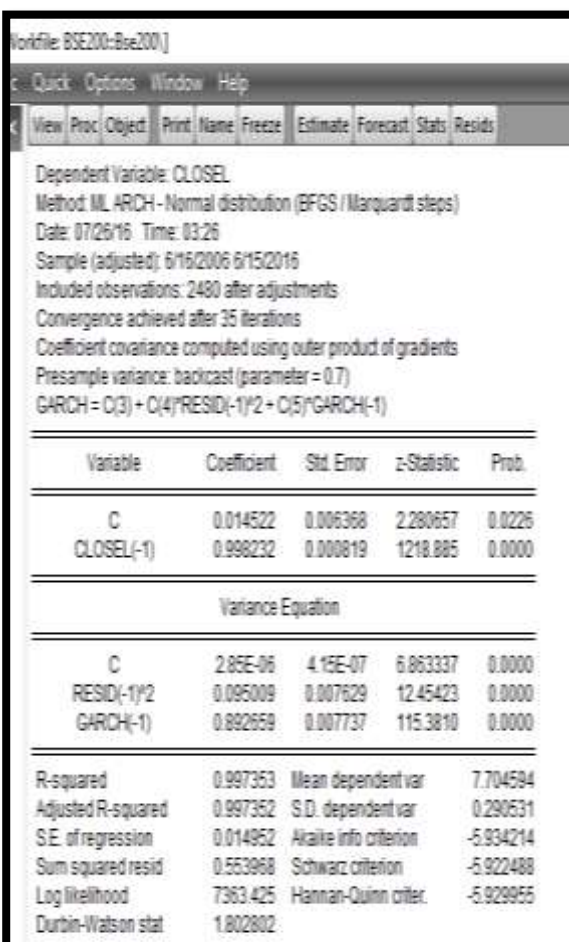 Workfile: BSE200::Bse200\]
Quick Options Window Help
View Proc Object Print Name Freeze Estimate Forecast Stats Resids
Dependent Variable: CLOSEL
Method: ML ARCH - Normal distribution (BFGS / Marquardt steps)
Date: 07/26/16 Time: 03:26
Sample (adjusted): 6/16/2006 6/15/2016
Included observations: 2480 after adjustments
Convergence achieved after 35 iterations
Coefficient covariance computed using outer product of gradients
Presample variance: backcast (parameter = 0.7)
GARCH = C(3) + C(4)*RESID(-1)^2 + C(5)*GARCH(-1)
Variable Coefficient Std. Error z-Statistic Prob.
C 0.014522 0.006368 2.280657 0.0226
CLOSEL(-1) 0.998232 0.000819 1218.885 0.0000
Variance Equation
C 2.85E-06 4.15E-07 6.863337 0.0000
RESID(-1)^2 0.095009 0.007629 12.45423 0.0000
GARCH(-1) 0.892659 0.007737 115.3810 0.0000
R-squared 0.997353 Mean dependent var 7.704594
Adjusted R-squared 0.997352 S.D. dependent var 0.290531
S.E. of regression 0.014952 Akaike info criterion -5.934214
Sum squared resid 0.553968 Schwarz criterion -5.922488
Log likelihood 7363.425 Hannan-Quinn criter. -5.929955
Durbin-Watson stat 1.802802